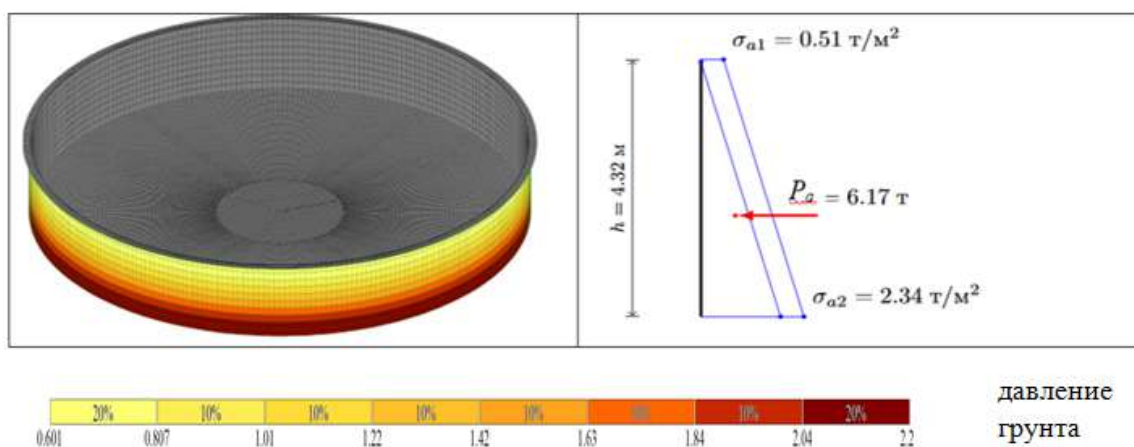 σa1 = 0.51 т/м²
h = 4.32 м
Pa = 6.17 т
σa2 = 2.34 т/м²
20% 10% 10% 10% 10% 10% 20%
давление
0.601 0.807 1.01 1.22 1.42 1.63 1.84 2.04 2.2
грунта